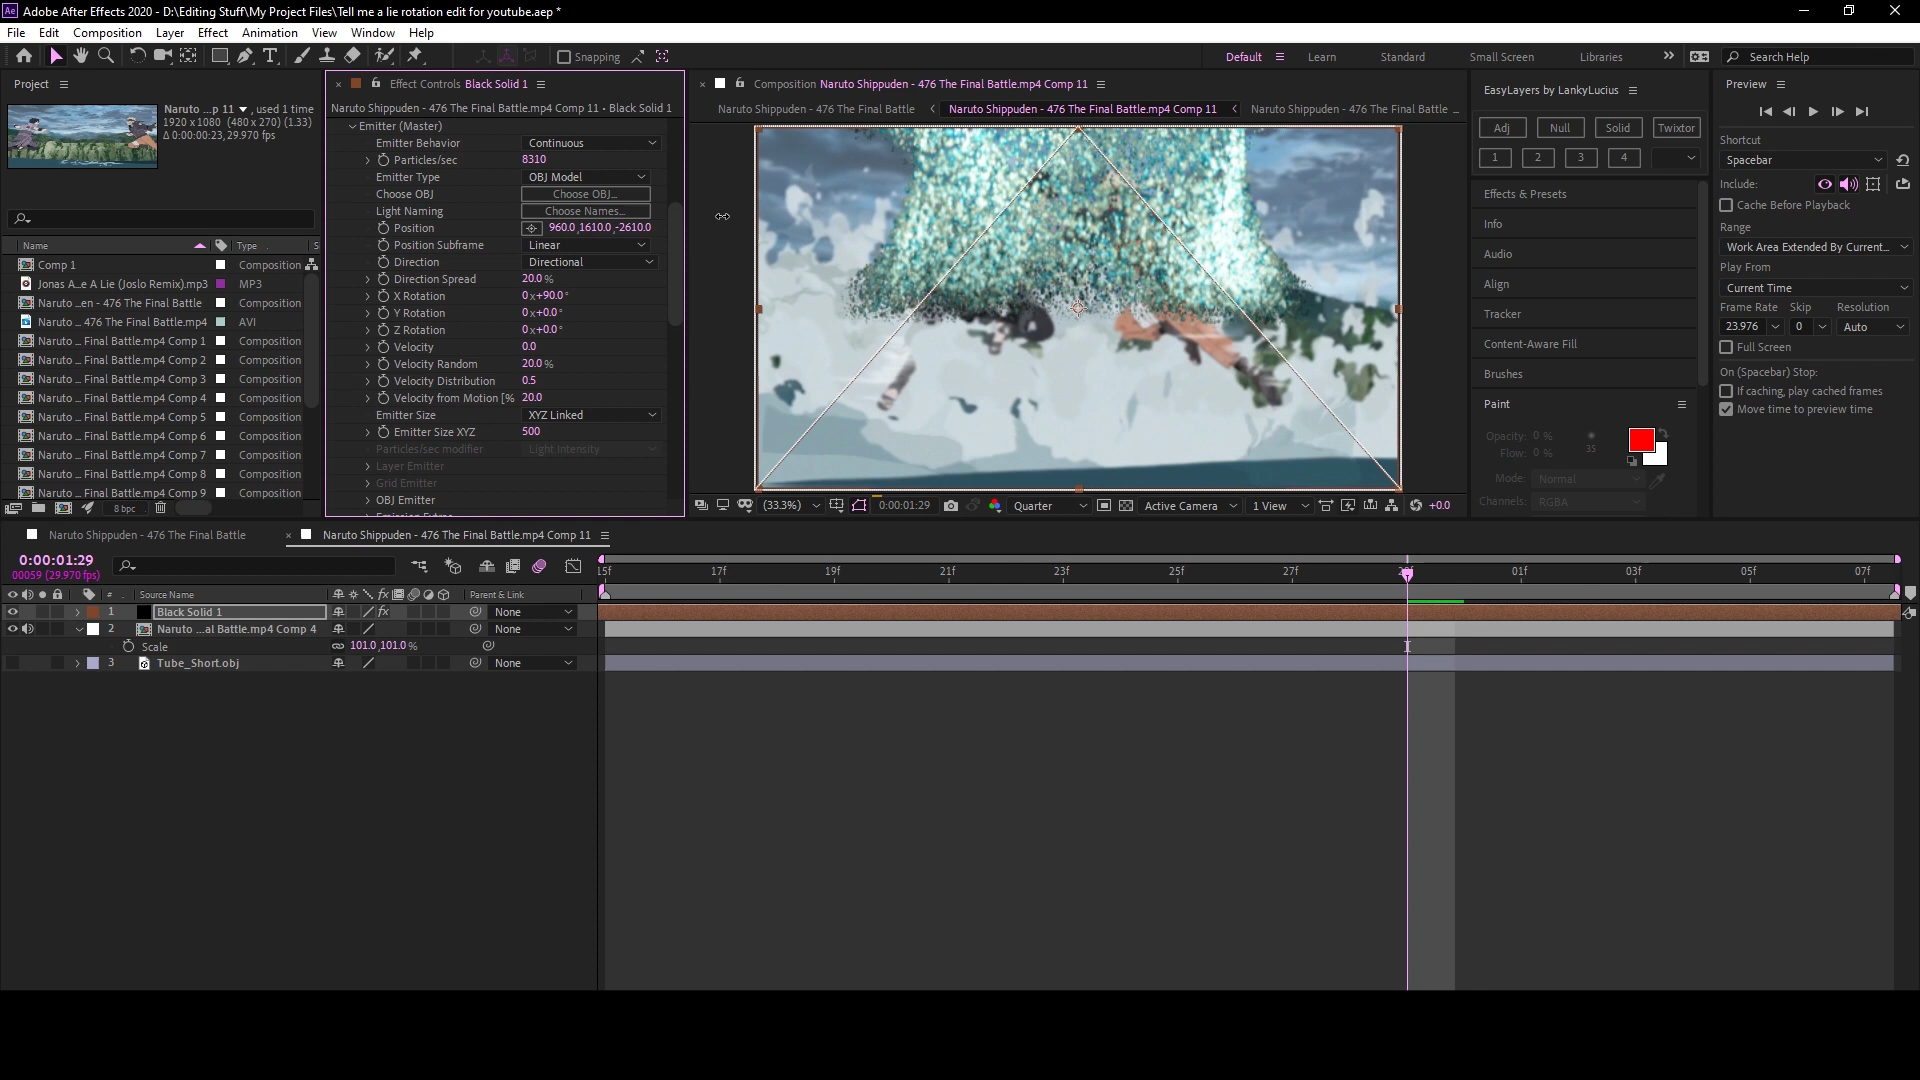 Adobe After Effects 2020 - D:\Editing Stuff\My Project Files\Tell me a lie rotation edit for youtube.aep *
File Edit Composition Layer Effect Animation View Window Help
Snapping
Default Learn Standard Small Screen Libraries Search Help
Project
Naruto ...p 11 , used 1 time
1920 x 1080 (480 x 270) (1.33)
Δ 0:00:00:23, 29.970 fps
Name Type S
Comp 1 Composition
Jonas A...e A Lie (Joslo Remix).mp3 MP3
Naruto ...en - 476 The Final Battle Composition
Naruto ... 476 The Final Battle.mp4 AVI
Naruto ... Final Battle.mp4 Comp 1 Composition
Naruto ... Final Battle.mp4 Comp 2 Composition
Naruto ... Final Battle.mp4 Comp 3 Composition
Naruto ... Final Battle.mp4 Comp 4 Composition
Naruto ... Final Battle.mp4 Comp 5 Composition
Naruto ... Final Battle.mp4 Comp 6 Composition
Naruto ... Final Battle.mp4 Comp 7 Composition
Naruto ... Final Battle.mp4 Comp 8 Composition
Naruto ... Final Battle.mp4 Comp 9 Composition
8 bpc
Effect Controls Black Solid 1
Naruto Shippuden - 476 The Final Battle.mp4 Comp 11 • Black Solid 1
Emitter (Master)
Emitter Behavior Continuous
Particles/sec 8310
Emitter Type OBJ Model
Choose OBJ Choose OBJ...
Light Naming Choose Names...
Position 960.0,1610.0,-2610.0
Position Subframe Linear
Direction Directional
Direction Spread 20.0 %
X Rotation 0x+90.0°
Y Rotation 0x+0.0°
Z Rotation 0x+0.0°
Velocity 0.0
Velocity Random 20.0 %
Velocity Distribution 0.5
Velocity from Motion [% 20.0
Emitter Size XYZ Linked
Emitter Size XYZ 500
Particles/sec modifier Light Intensity
Layer Emitter
Grid Emitter
OBJ Emitter
Composition Naruto Shippuden - 476 The Final Battle.mp4 Comp 11
Naruto Shippuden - 476 The Final Battle Naruto Shippuden - 476 The Final Battle.mp4 Comp 11 Naruto Shippuden - 476 The Final Battle ...
(33.3%) 0:00:01:29 Quarter Active Camera 1 View +0.0
EasyLayers by LankyLucius
Adj Null Solid Twixtor
1 2 3 4
Effects & Presets
Info
Audio
Align
Tracker
Content-Aware Fill
Brushes
Paint
Opacity: 0 %
Flow: 0 % 35
Mode: Normal
Channels: RGBA
Preview
Shortcut
Spacebar
Include:
Cache Before Playback
Range
Work Area Extended By Current...
Play From
Current Time
Frame Rate Skip Resolution
23.976 0 Auto
Full Screen
On (Spacebar) Stop:
If caching, play cached frames
Move time to preview time
Naruto Shippuden - 476 The Final Battle Naruto Shippuden - 476 The Final Battle.mp4 Comp 11
0:00:01:29
00059 (29.970 fps)
15f 17f 19f 21f 23f 25f 27f 01f 03f 05f 07f
# Source Name Parent & Link
1 Black Solid 1 fx None
2 Naruto ...al Battle.mp4 Comp 4 None
Scale 101.0,101.0 %
3 Tube_Short.obj None